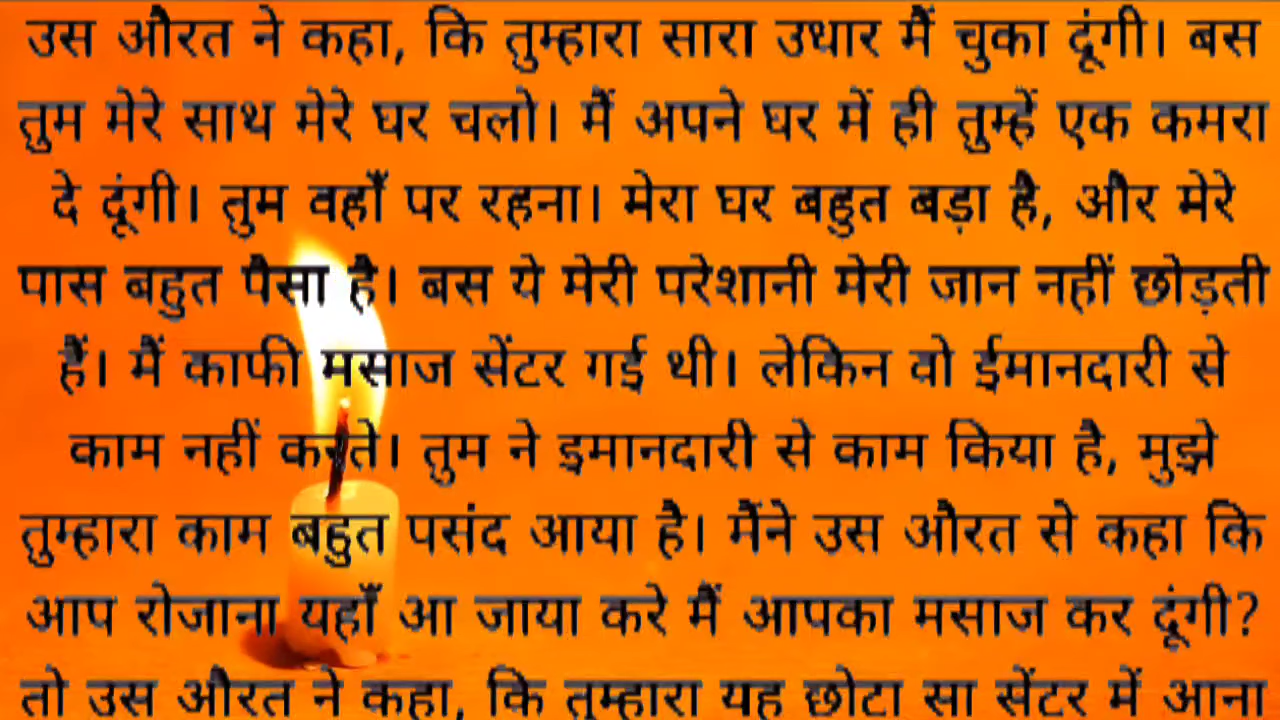 उस औरत ने कहा, कि तुम्हारा सारा उधार मैं चुका दूंगी। बस
तुम मेरे साथ मेरे घर चलो। मैं अपने घर में ही तुम्हें एक कमरा
दे दूंगी। तुम वहाँ पर रहना। मेरा घर बहुत बड़ा है, और मेरे
पास बहुत पैसा है। बस ये मेरी परेशानी मेरी जान नहीं छोड़ती
हैं। मैं काफी मसाज सेंटर गई थी। लेकिन वो ईमानदारी से
काम नहीं करते। तुम ने इमानदारी से काम किया है, मुझे
तुम्हारा काम बहुत पसंद आया है। मैंने उस औरत से कहा कि
आप रोजाना यहाँ आ जाया करे मैं आपका मसाज कर दूंगी?
तो उस औरत ने कहा, कि तुम्हारा यह छोटा सा सेंटर में आना